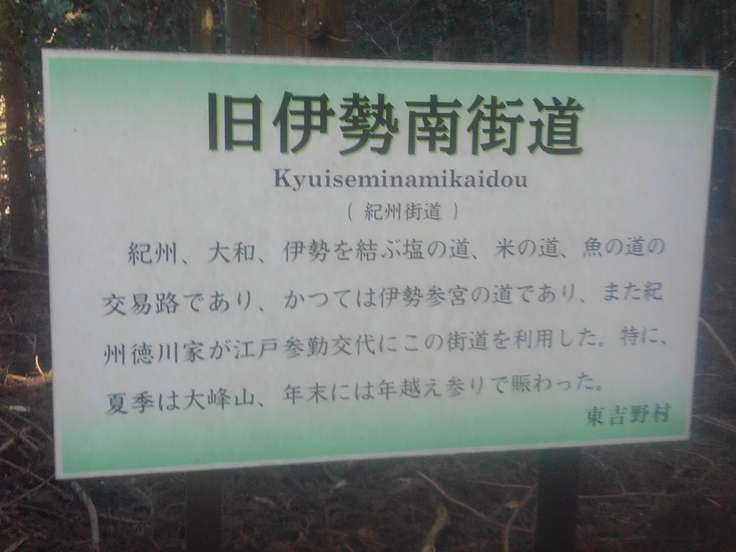 旧伊勢南街道
Kyuiseminamikaidou
( 紀州街道 )
紀州、大和、伊勢を結ぶ塩の道、米の道、魚の道の
交易路であり、かつては伊勢参宮の道であり、また紀
州徳川家が江戸参勤交代にこの街道を利用した。特に、
夏季は大峰山、年末には年越え参りで賑わった。
東吉野村